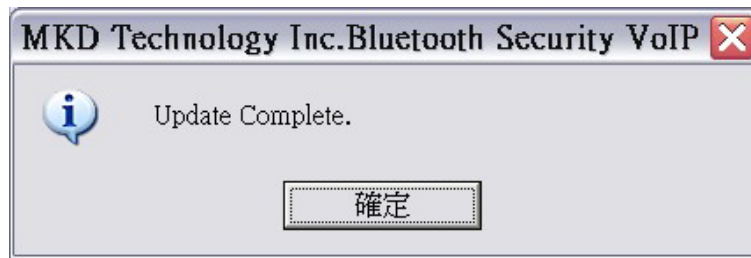 MKD Technology Inc.Bluetooth Security VoIP
Update Complete.
確定